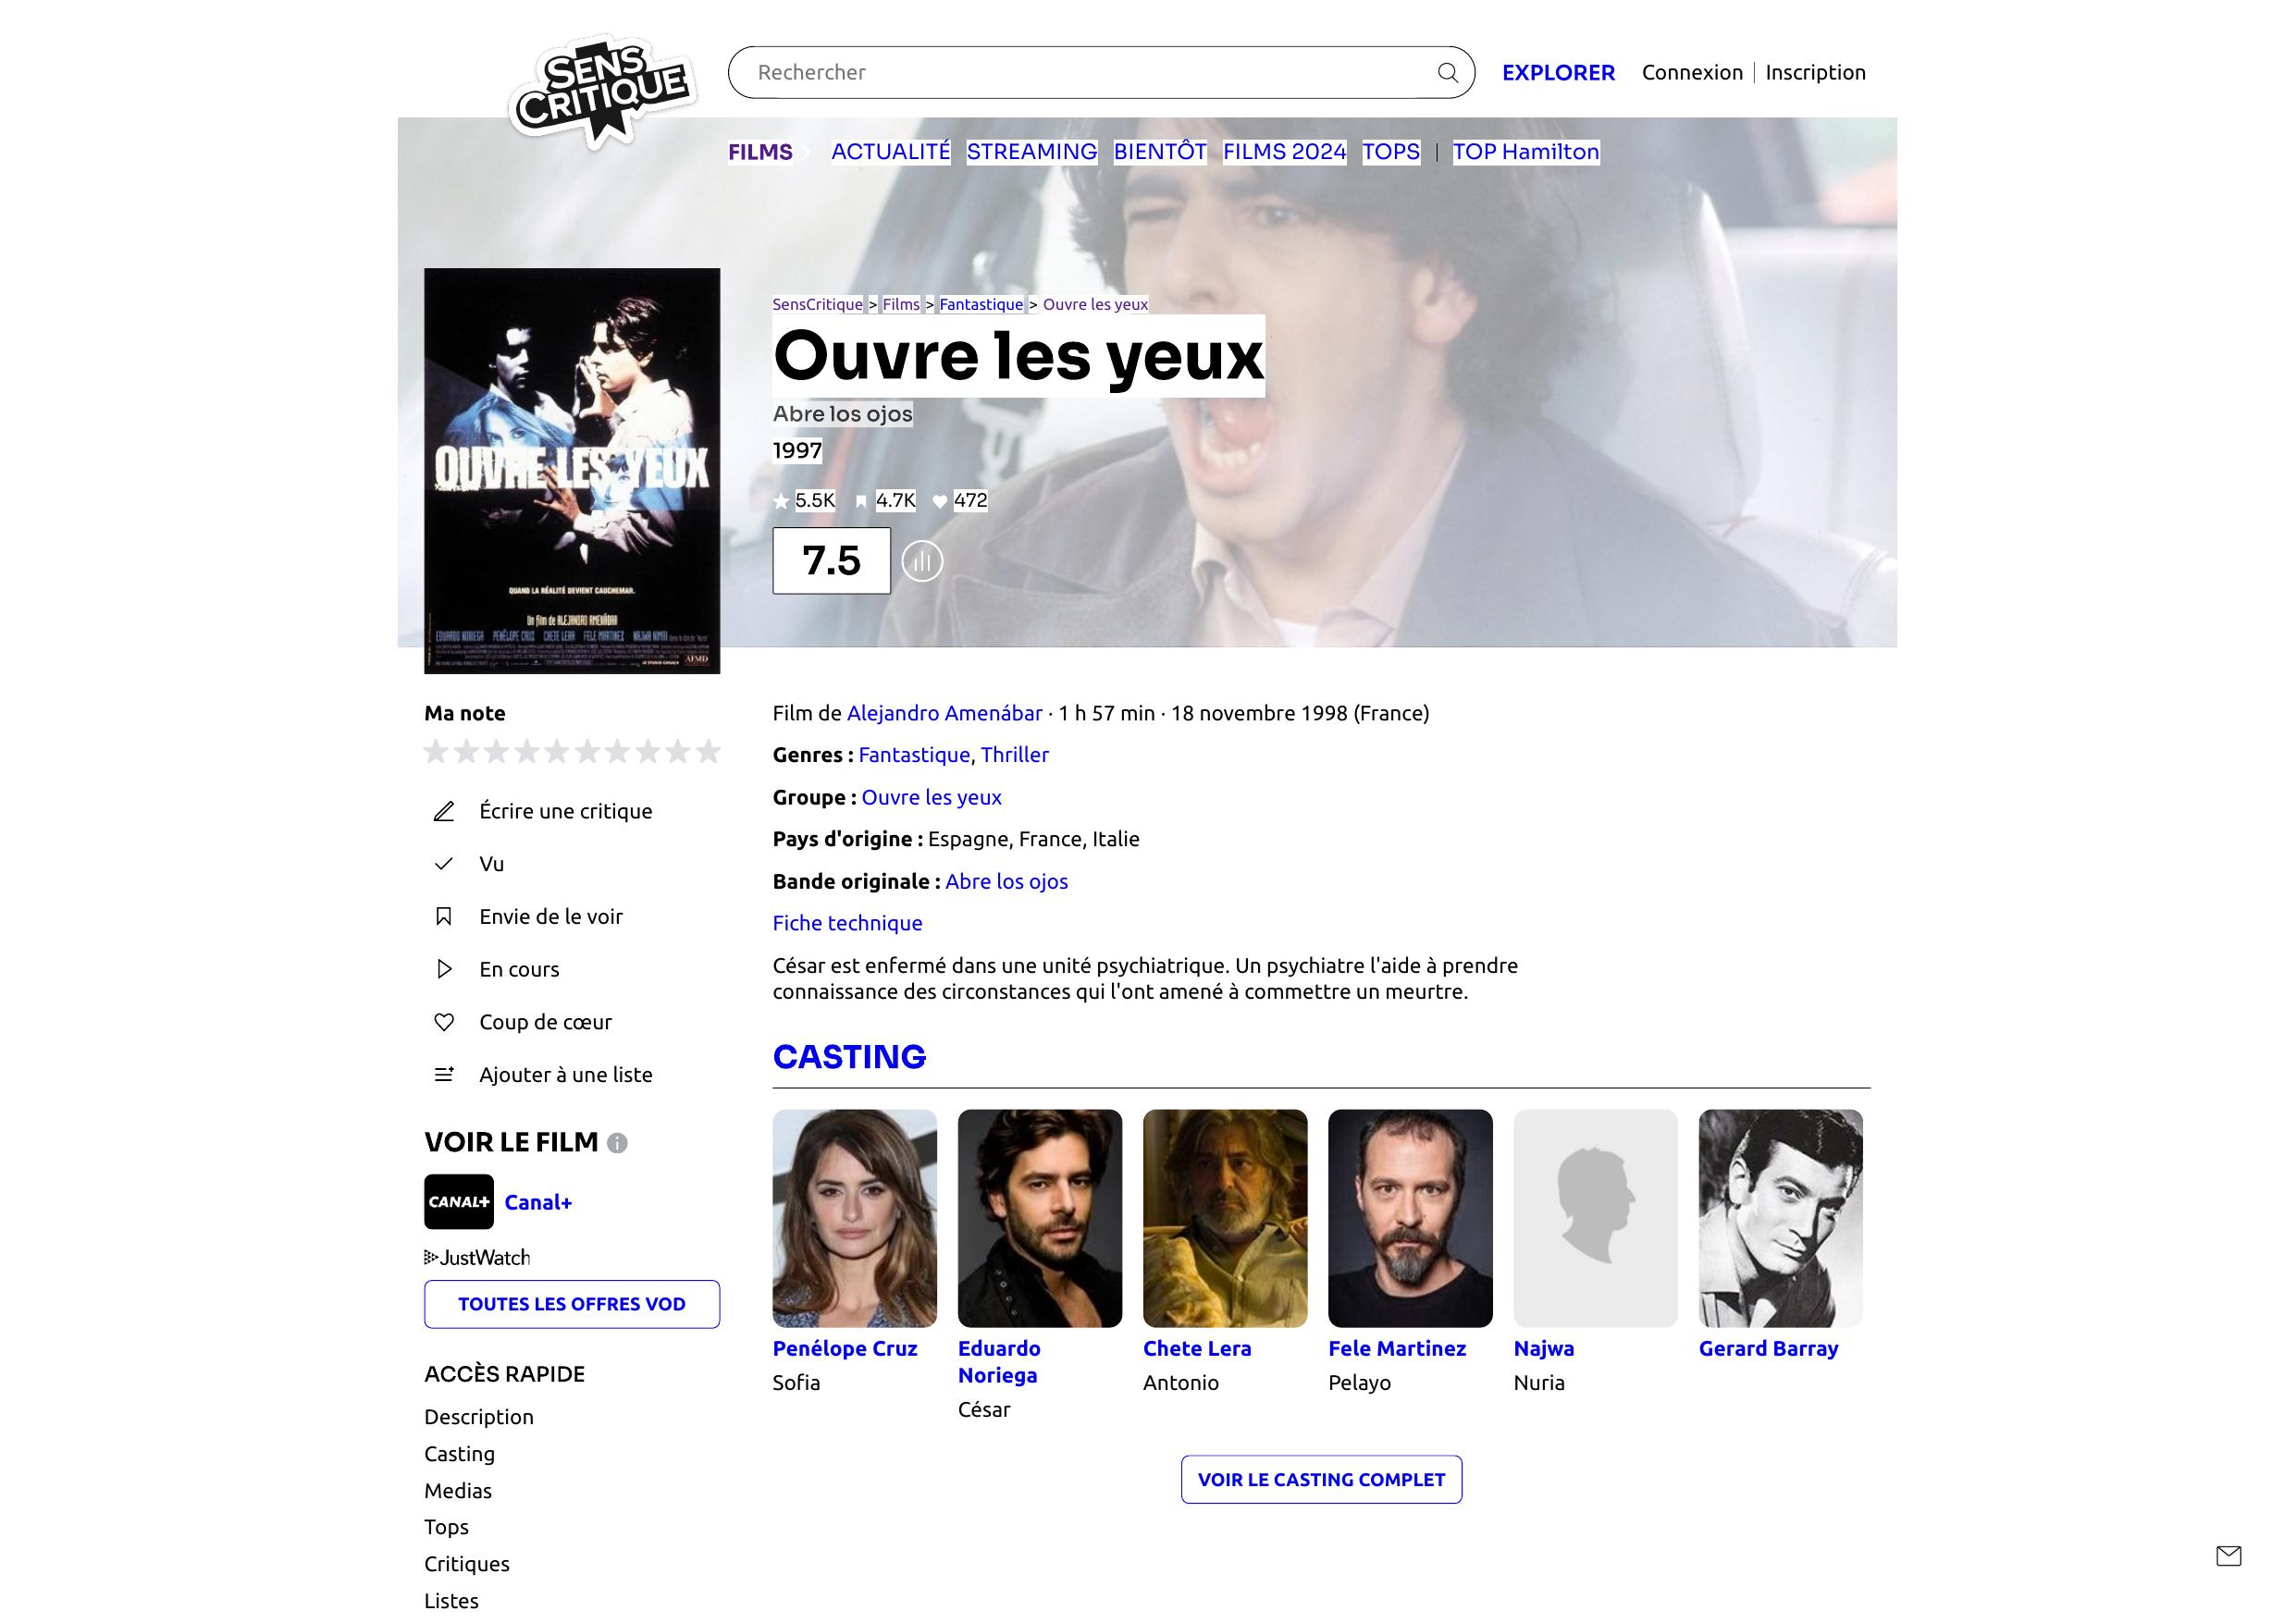 SENS
CRITIQUE
Rechercher
EXPLORER
Connexion | Inscription
FILMS ACTUALITÉ STREAMING BIENTÔT FILMS 2024 TOPS | TOP Hamilton
SensCritique > Films > Fantastique > Ouvre les yeux
Ouvre les yeux
Abre los ojos
1997
5.5K 4.7K 472
7.5
OUVRE LES YEUX
QUAND LA RÉALITÉ DEVIENT CAUCHEMAR.
Un film de ALEJANDRO AMENÁBAR
EDUARDO NORIEGA PENÉLOPE CRUZ CHETE LERA FELE MARTINEZ NAJWA NIMRI
Ma note
Écrire une critique
Vu
Envie de le voir
En cours
Coup de cœur
Ajouter à une liste
VOIR LE FILM
CANAL+ Canal+
JustWatch
TOUTES LES OFFRES VOD
ACCÈS RAPIDE
Description
Casting
Medias
Tops
Critiques
Listes
Film de Alejandro Amenábar · 1 h 57 min · 18 novembre 1998 (France)
Genres : Fantastique, Thriller
Groupe : Ouvre les yeux
Pays d'origine : Espagne, France, Italie
Bande originale : Abre los ojos
Fiche technique
César est enfermé dans une unité psychiatrique. Un psychiatre l'aide à prendre
connaissance des circonstances qui l'ont amené à commettre un meurtre.
CASTING
Penélope Cruz
Sofia
Eduardo
Noriega
César
Chete Lera
Antonio
Fele Martinez
Pelayo
Najwa
Nuria
Gerard Barray
VOIR LE CASTING COMPLET